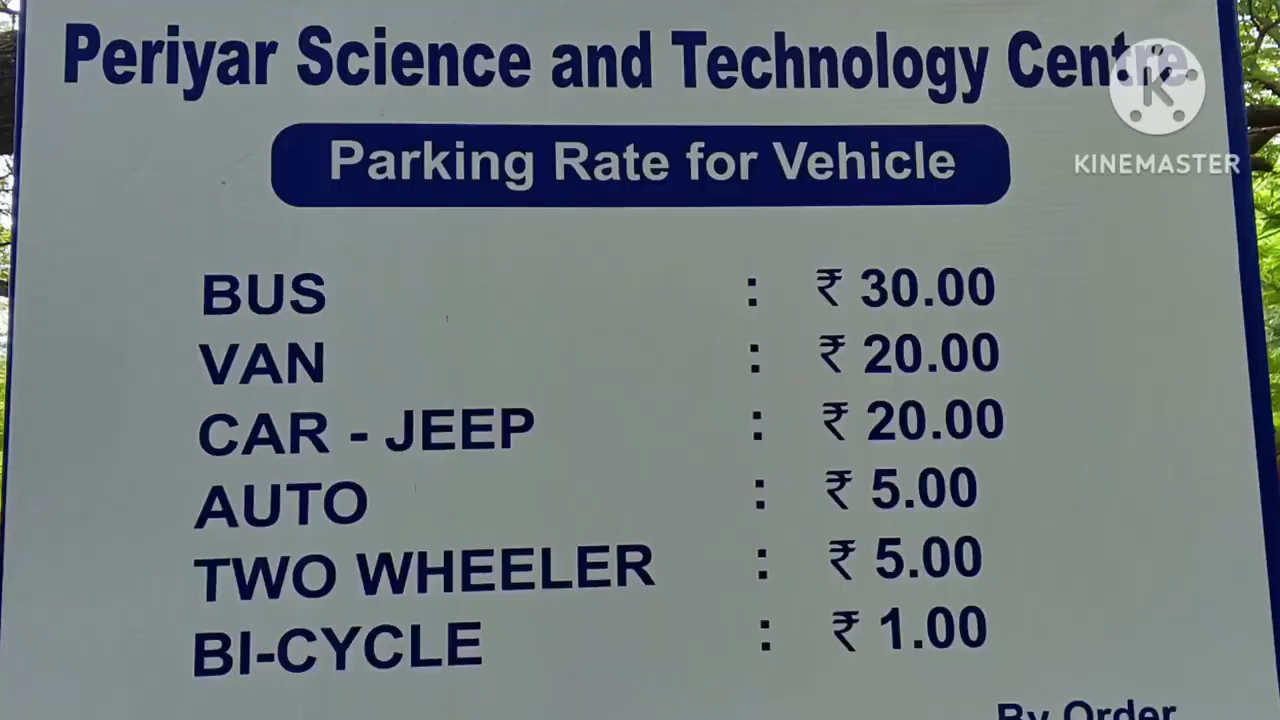 Periyar Science and Technology Centre
KINEMASTER
Parking Rate for Vehicle
BUS : ₹ 30.00
VAN : ₹ 20.00
CAR - JEEP : ₹ 20.00
AUTO : ₹ 5.00
TWO WHEELER : ₹ 5.00
BI-CYCLE : ₹ 1.00
By Order